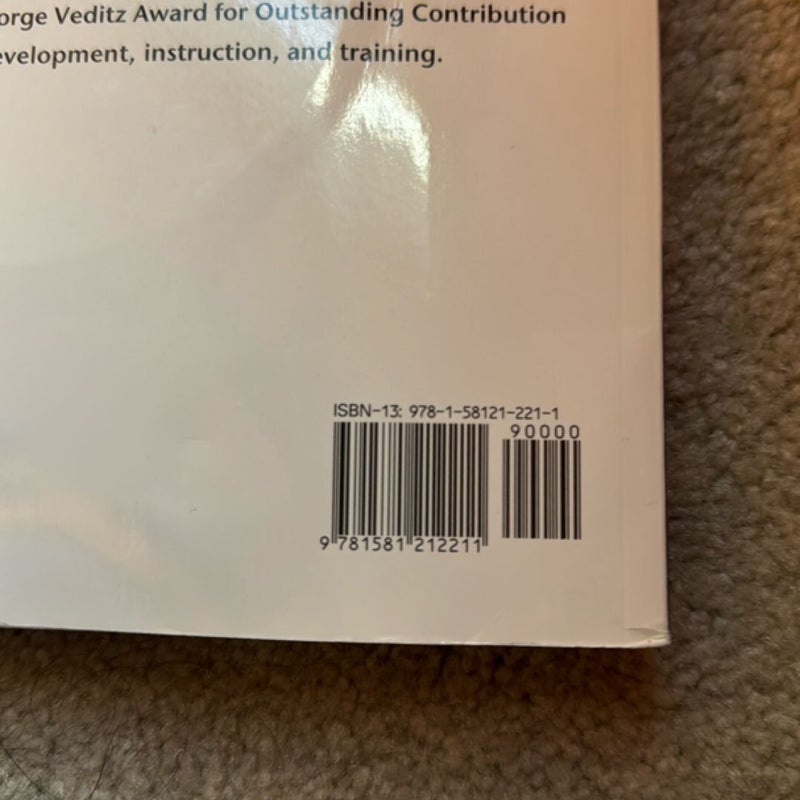 orge Veditz Award for Outstanding Contribution
evelopment, instruction, and training.
ISBN-13: 978-1-58121-221-1
90000
9 781581 212211